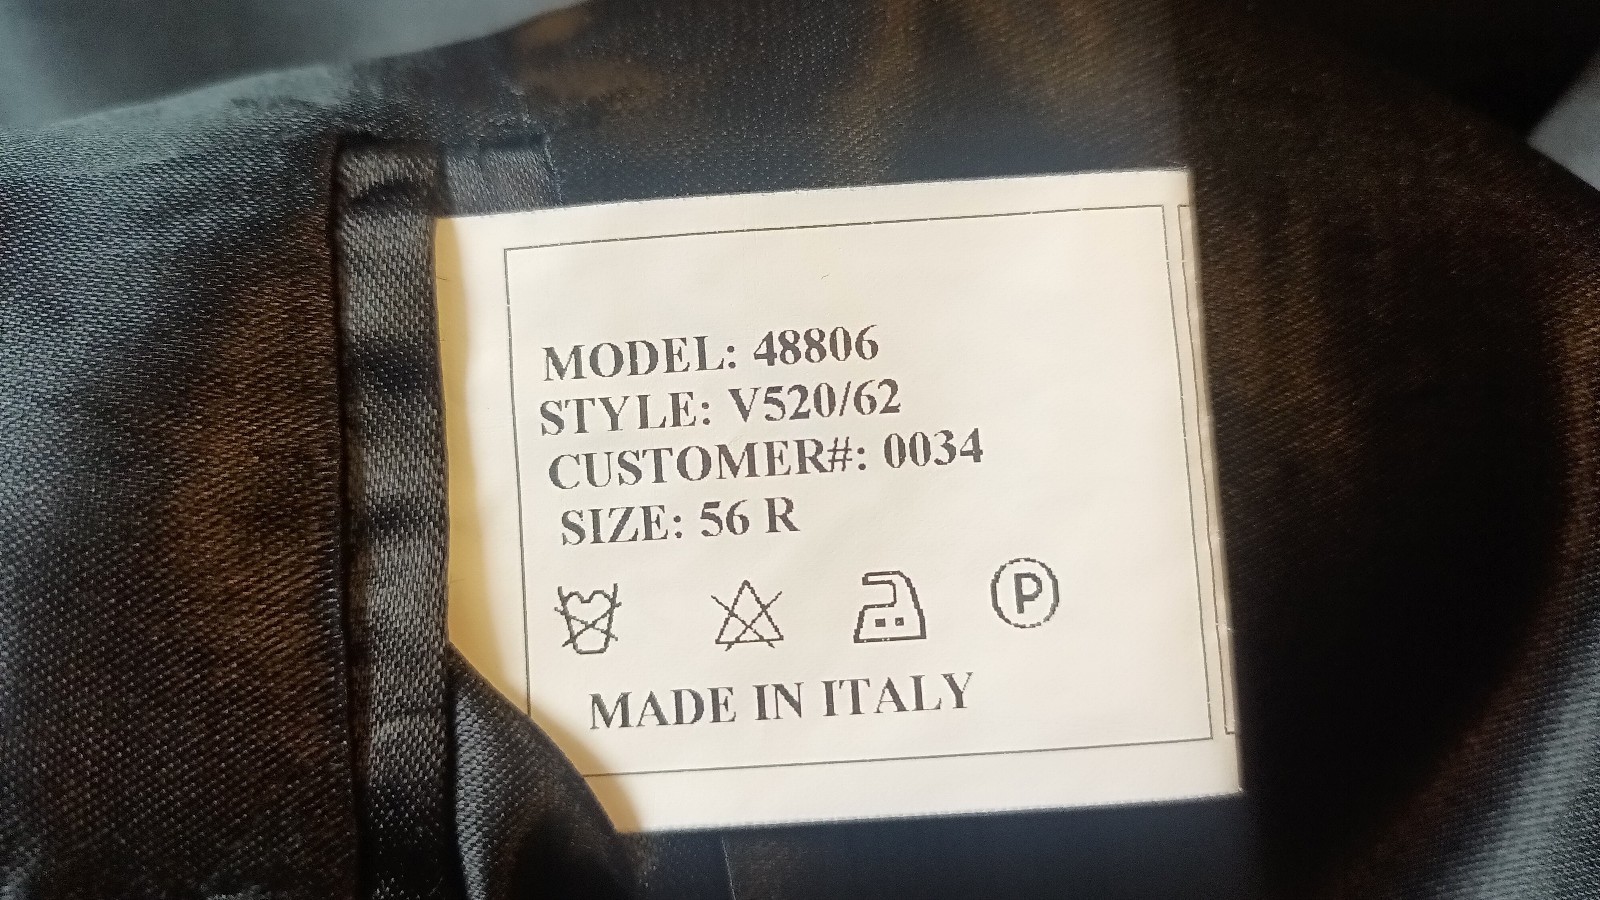 MODEL: 48806
STYLE: V520/62
CUSTOMER#: 0034
SIZE: 56 R
P
MADE IN ITALY